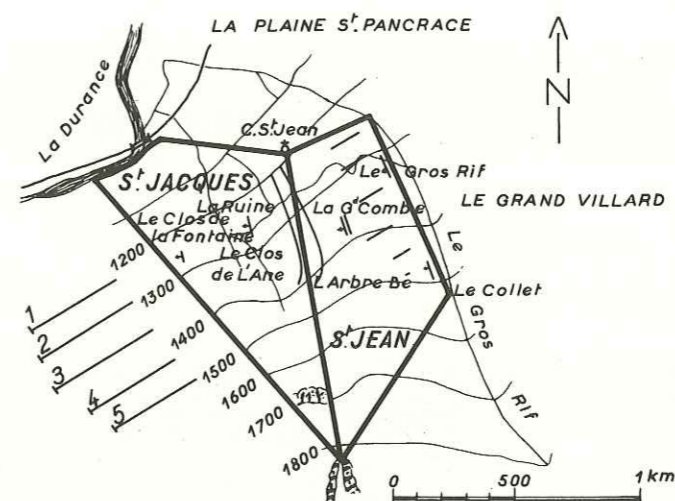 LA PLAINE St. PANCRACE
La Durance
N
C.St Jean
St JACQUES
Le Gros Rif
La Ruine
La Gde Combe
LE GRAND VILLARD
Le Clos de
la Fontaine
Le Clos
de L'Ane
L'Arbre Bé
Le Collet
Le Gros Rif
St JEAN
1200
1300
1400
1500
1600
1700
1800
1
2
3
4
5
0 500 1 km